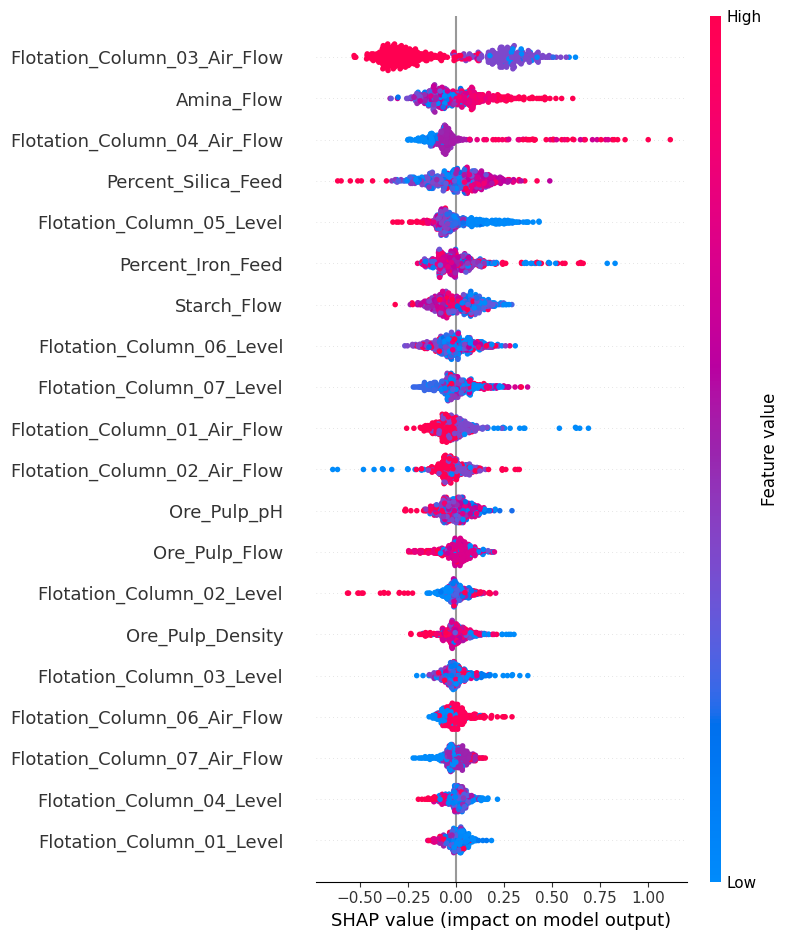 High
Flotation_Column_03_Air_Flow
Amina_Flow
Flotation_Column_04_Air_Flow
Percent_Silica_Feed
Flotation_Column_05_Level
Percent_Iron_Feed
Starch_Flow
Flotation_Column_06_Level
Flotation_Column_07_Level
Flotation_Column_01_Air_Flow
Flotation_Column_02_Air_Flow
Ore_Pulp_pH
Ore_Pulp_Flow
Flotation_Column_02_Level
Ore_Pulp_Density
Flotation_Column_03_Level
Flotation_Column_06_Air_Flow
Flotation_Column_07_Air_Flow
Flotation_Column_04_Level
Flotation_Column_01_Level
Feature value
Low
−0.50 −0.25 0.00 0.25 0.50 0.75 1.00
SHAP value (impact on model output)